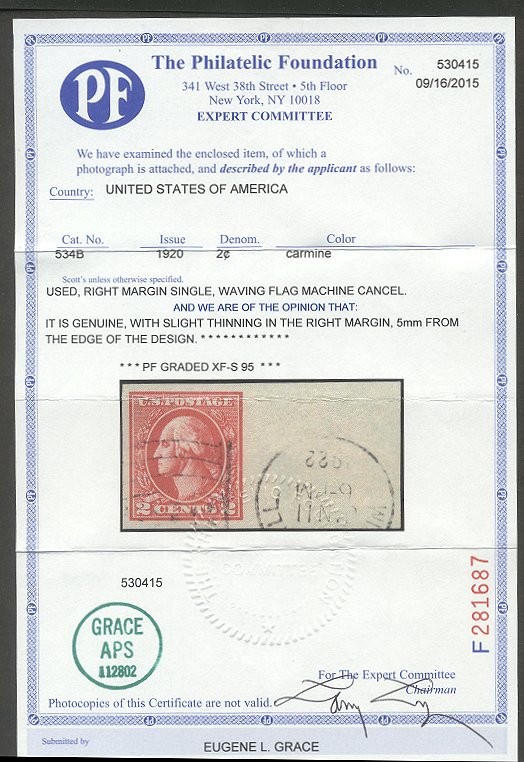 The Philatelic Foundation
No. 530415
341 West 38th Street • 5th Floor
09/16/2015
New York, NY 10018
EXPERT COMMITTEE
PF
We have examined the enclosed item, of which a
photograph is attached, and described by the applicant as follows:
Country: UNITED STATES OF AMERICA
Cat. No. Issue Denom. Color
534B 1920 2¢ carmine
Scott's unless otherwise specified.
USED, RIGHT MARGIN SINGLE, WAVING FLAG MACHINE CANCEL.
AND WE ARE OF THE OPINION THAT:
IT IS GENUINE, WITH SLIGHT THINNING IN THE RIGHT MARGIN, 5mm FROM
THE EDGE OF THE DESIGN. * * * * * * * * * * * *
* * * PF GRADED XF-S 95 * * *
U.S. POSTAGE
2 CENTS 2
COMMITTEE
530415
F 281687
GRACE
APS
112802
For The Expert Committee
Chairman
Photocopies of this Certificate are not valid.
Submitted by
EUGENE L. GRACE